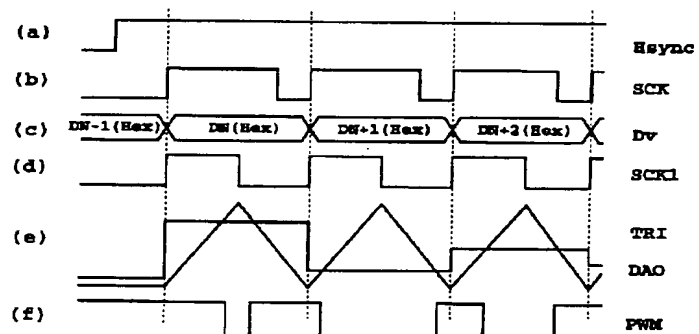 (a) Hsync
(b) SCK
(c) DN-1(Hex) DN(Hex) DN+1(Hex) DN+2(Hex) Dv
(d) SCK1
(e) TRI
DAO
(f) PWM